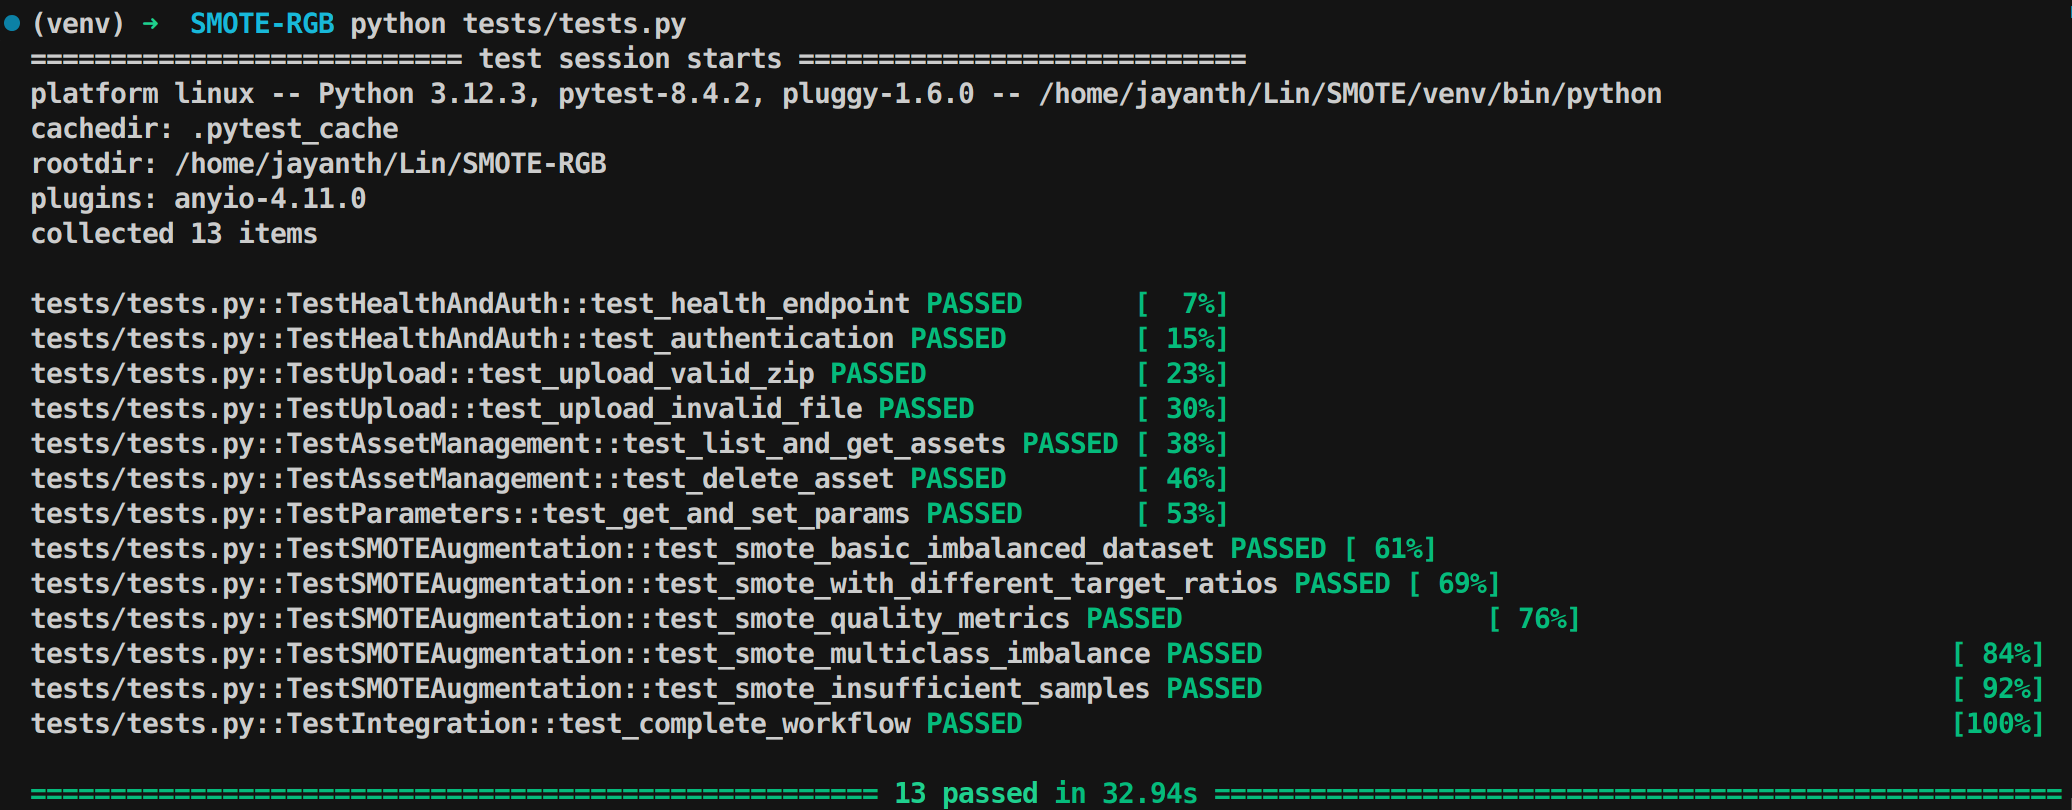 (venv) ➜  SMOTE-RGB python tests/tests.py
=========================== test session starts ============================
platform linux -- Python 3.12.3, pytest-8.4.2, pluggy-1.6.0 -- /home/jayanth/Lin/SMOTE/venv/bin/python
cachedir: .pytest_cache
rootdir: /home/jayanth/Lin/SMOTE-RGB
plugins: anyio-4.11.0
collected 13 items

tests/tests.py::TestHealthAndAuth::test_health_endpoint PASSED       [  7%]
tests/tests.py::TestHealthAndAuth::test_authentication PASSED        [ 15%]
tests/tests.py::TestUpload::test_upload_valid_zip PASSED             [ 23%]
tests/tests.py::TestUpload::test_upload_invalid_file PASSED          [ 30%]
tests/tests.py::TestAssetManagement::test_list_and_get_assets PASSED [ 38%]
tests/tests.py::TestAssetManagement::test_delete_asset PASSED        [ 46%]
tests/tests.py::TestParameters::test_get_and_set_params PASSED       [ 53%]
tests/tests.py::TestSMOTEAugmentation::test_smote_basic_imbalanced_dataset PASSED [ 61%]
tests/tests.py::TestSMOTEAugmentation::test_smote_with_different_target_ratios PASSED [ 69%]
tests/tests.py::TestSMOTEAugmentation::test_smote_quality_metrics PASSED                   [ 76%]
tests/tests.py::TestSMOTEAugmentation::test_smote_multiclass_imbalance PASSED                                           [ 84%]
tests/tests.py::TestSMOTEAugmentation::test_smote_insufficient_samples PASSED                                           [ 92%]
tests/tests.py::TestIntegration::test_complete_workflow PASSED                                                          [100%]

===================================================== 13 passed in 32.94s =====================================================